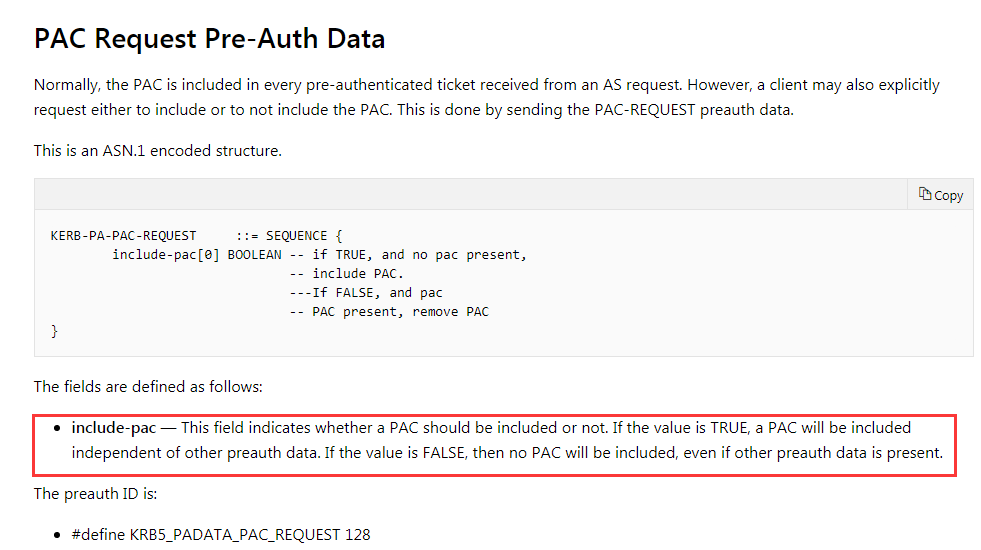 PAC Request Pre-Auth Data
Normally, the PAC is included in every pre-authenticated ticket received from an AS request. However, a client may also explicitly
request either to include or to not include the PAC. This is done by sending the PAC-REQUEST preauth data.
This is an ASN.1 encoded structure.
Copy
KERB-PA-PAC-REQUEST     ::= SEQUENCE {
        include-pac[0] BOOLEAN -- if TRUE, and no pac present,
                               -- include PAC.
                               ---If FALSE, and pac
                               -- PAC present, remove PAC
}
The fields are defined as follows:
• include-pac — This field indicates whether a PAC should be included or not. If the value is TRUE, a PAC will be included
independent of other preauth data. If the value is FALSE, then no PAC will be included, even if other preauth data is present.
The preauth ID is:
• #define KRB5_PADATA_PAC_REQUEST 128